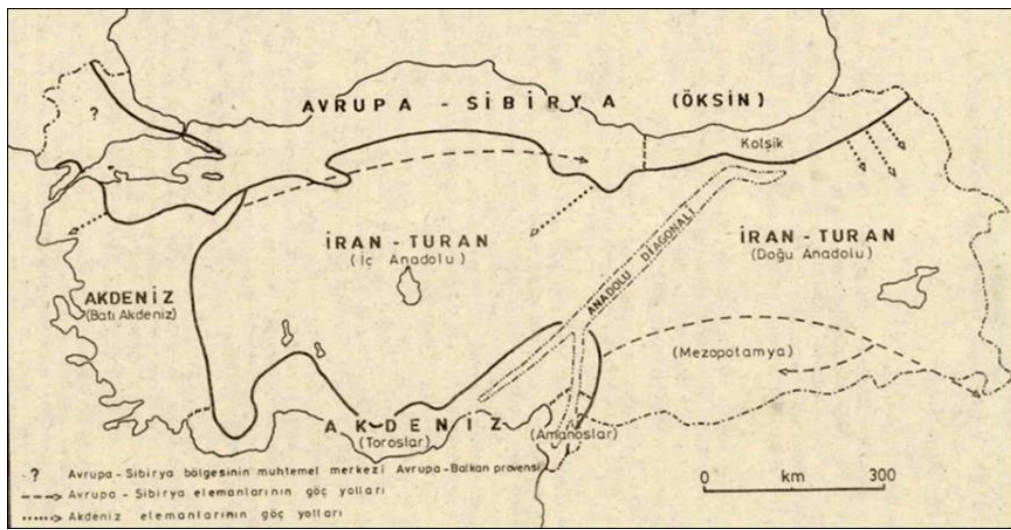 ?
AVRUPA - SİBİRYA (ÖKSİN)
Kolşik
İRAN - TURAN
(İç Anadolu)
ANADOLU DIAGONALİ
İRAN - TURAN
(Doğu Anadolu)
AKDENİZ
(Batı Akdeniz)
(Mezopotamya)
AKDENİZ
(Toroslar)
(Amanoslar)
? Avrupa - Sibirya bölgesinin muhtemel merkezi Avrupa - Balkan provensi
Avrupa - Sibirya elemanlarının göç yolları
Akdeniz elemanlarının göç yolları
0 km 300